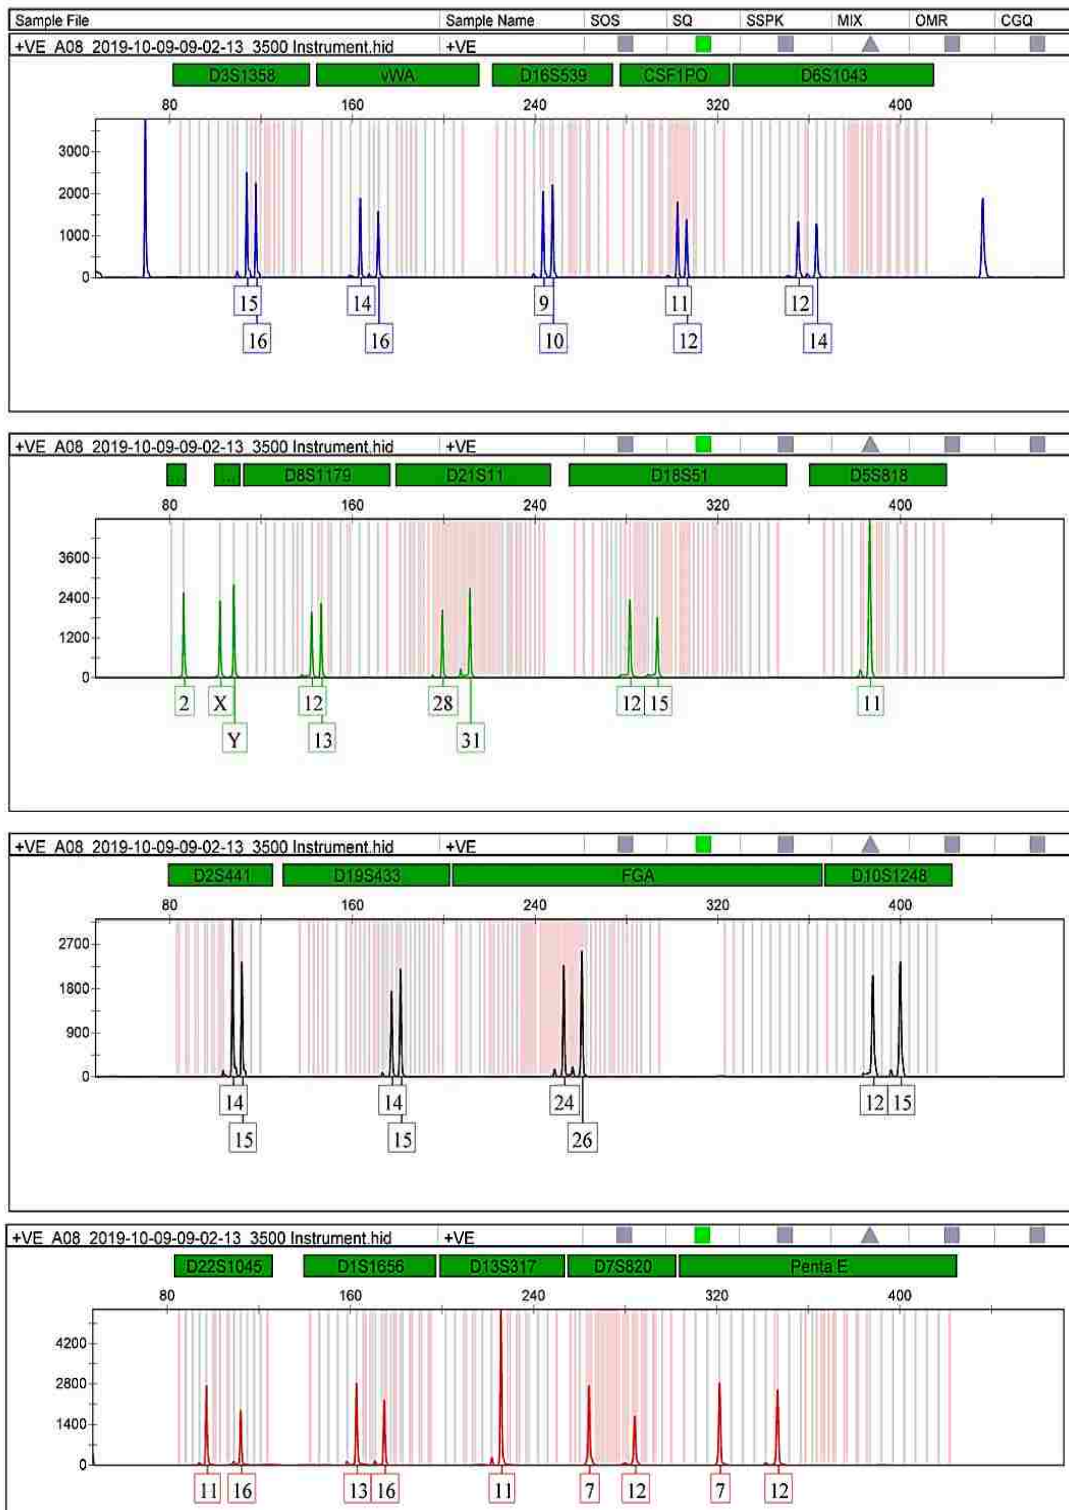 Sample File Sample Name SOS SQ SSPK MIX OMR CGQ
+VE_A08_2019-10-09-09-02-13_3500 Instrument.hid +VE
D3S1358 vWA D16S539 CSF1PO D6S1043
80 160 240 320 400
3000
2000
1000
0
15 14 9 11 12
16 16 10 12 14
+VE_A08_2019-10-09-09-02-13_3500 Instrument.hid +VE
D8S1179 D21S11 D18S51 D5S818
80 160 240 320 400
3600
2400
1200
0
2 X 12 28 12 15 11
Y 13 31
+VE_A08_2019-10-09-09-02-13_3500 Instrument.hid +VE
D2S441 D19S433 FGA D10S1248
80 160 240 320 400
2700
1800
900
0
14 14 24 12 15
15 15 26
+VE_A08_2019-10-09-09-02-13_3500 Instrument.hid +VE
D22S1045 D1S1656 D13S317 D7S820 Penta E
80 160 240 320 400
4200
2800
1400
0
11 16 13 16 11 7 12 7 12